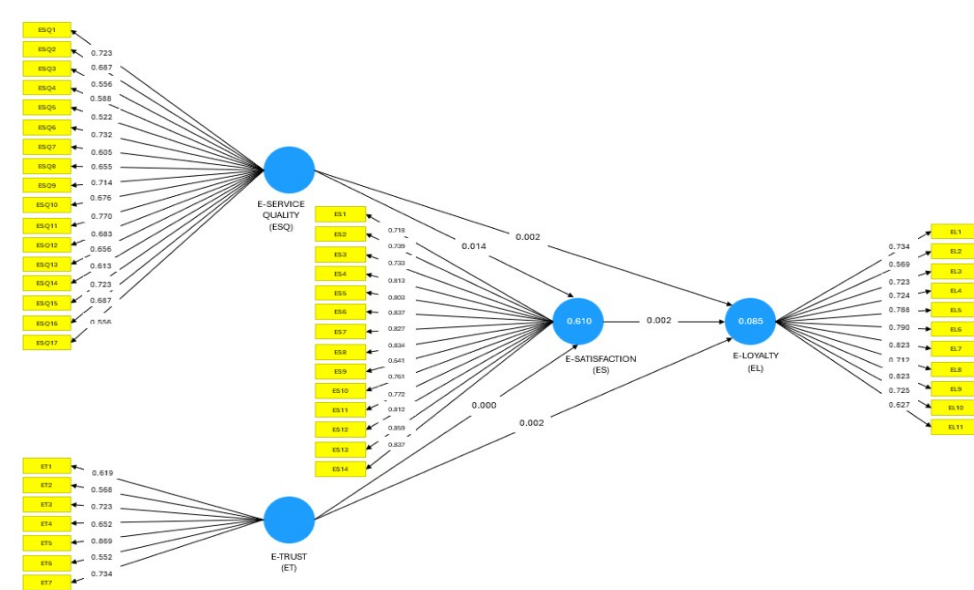 ESQ1
ESQ2
ESQ3
ESQ4
ESQ5
ESQ6
ESQ7
ESQ8
ESQ9
ESQ10
ESQ11
ESQ12
ESQ13
ESQ14
ESQ15
ESQ16
ESQ17
0.723
0.687
0.556
0.588
0.522
0.732
0.605
0.655
0.714
0.676
0.770
0.683
0.656
0.613
0.723
0.687
0.556
E-SERVICE
QUALITY
(ESQ)
ET1
ET2
ET3
ET4
ET5
ET6
ET7
0.619
0.568
0.723
0.652
0.869
0.552
0.734
E-TRUST
(ET)
ES1
ES2
ES3
ES4
ES5
ES6
ES7
ES8
ES9
ES10
ES11
ES12
ES13
ES14
0.718
0.739
0.733
0.813
0.803
0.837
0.827
0.834
0.641
0.761
0.772
0.812
0.859
0.837
0.014
0.002
0.000
0.002
0.610
E-SATISFACTION
(ES)
0.002
0.085
E-LOYALTY
(EL)
0.734
0.569
0.723
0.724
0.788
0.790
0.823
0.712
0.823
0.725
0.627
EL1
EL2
EL3
EL4
EL5
EL6
EL7
EL8
EL9
EL10
EL11